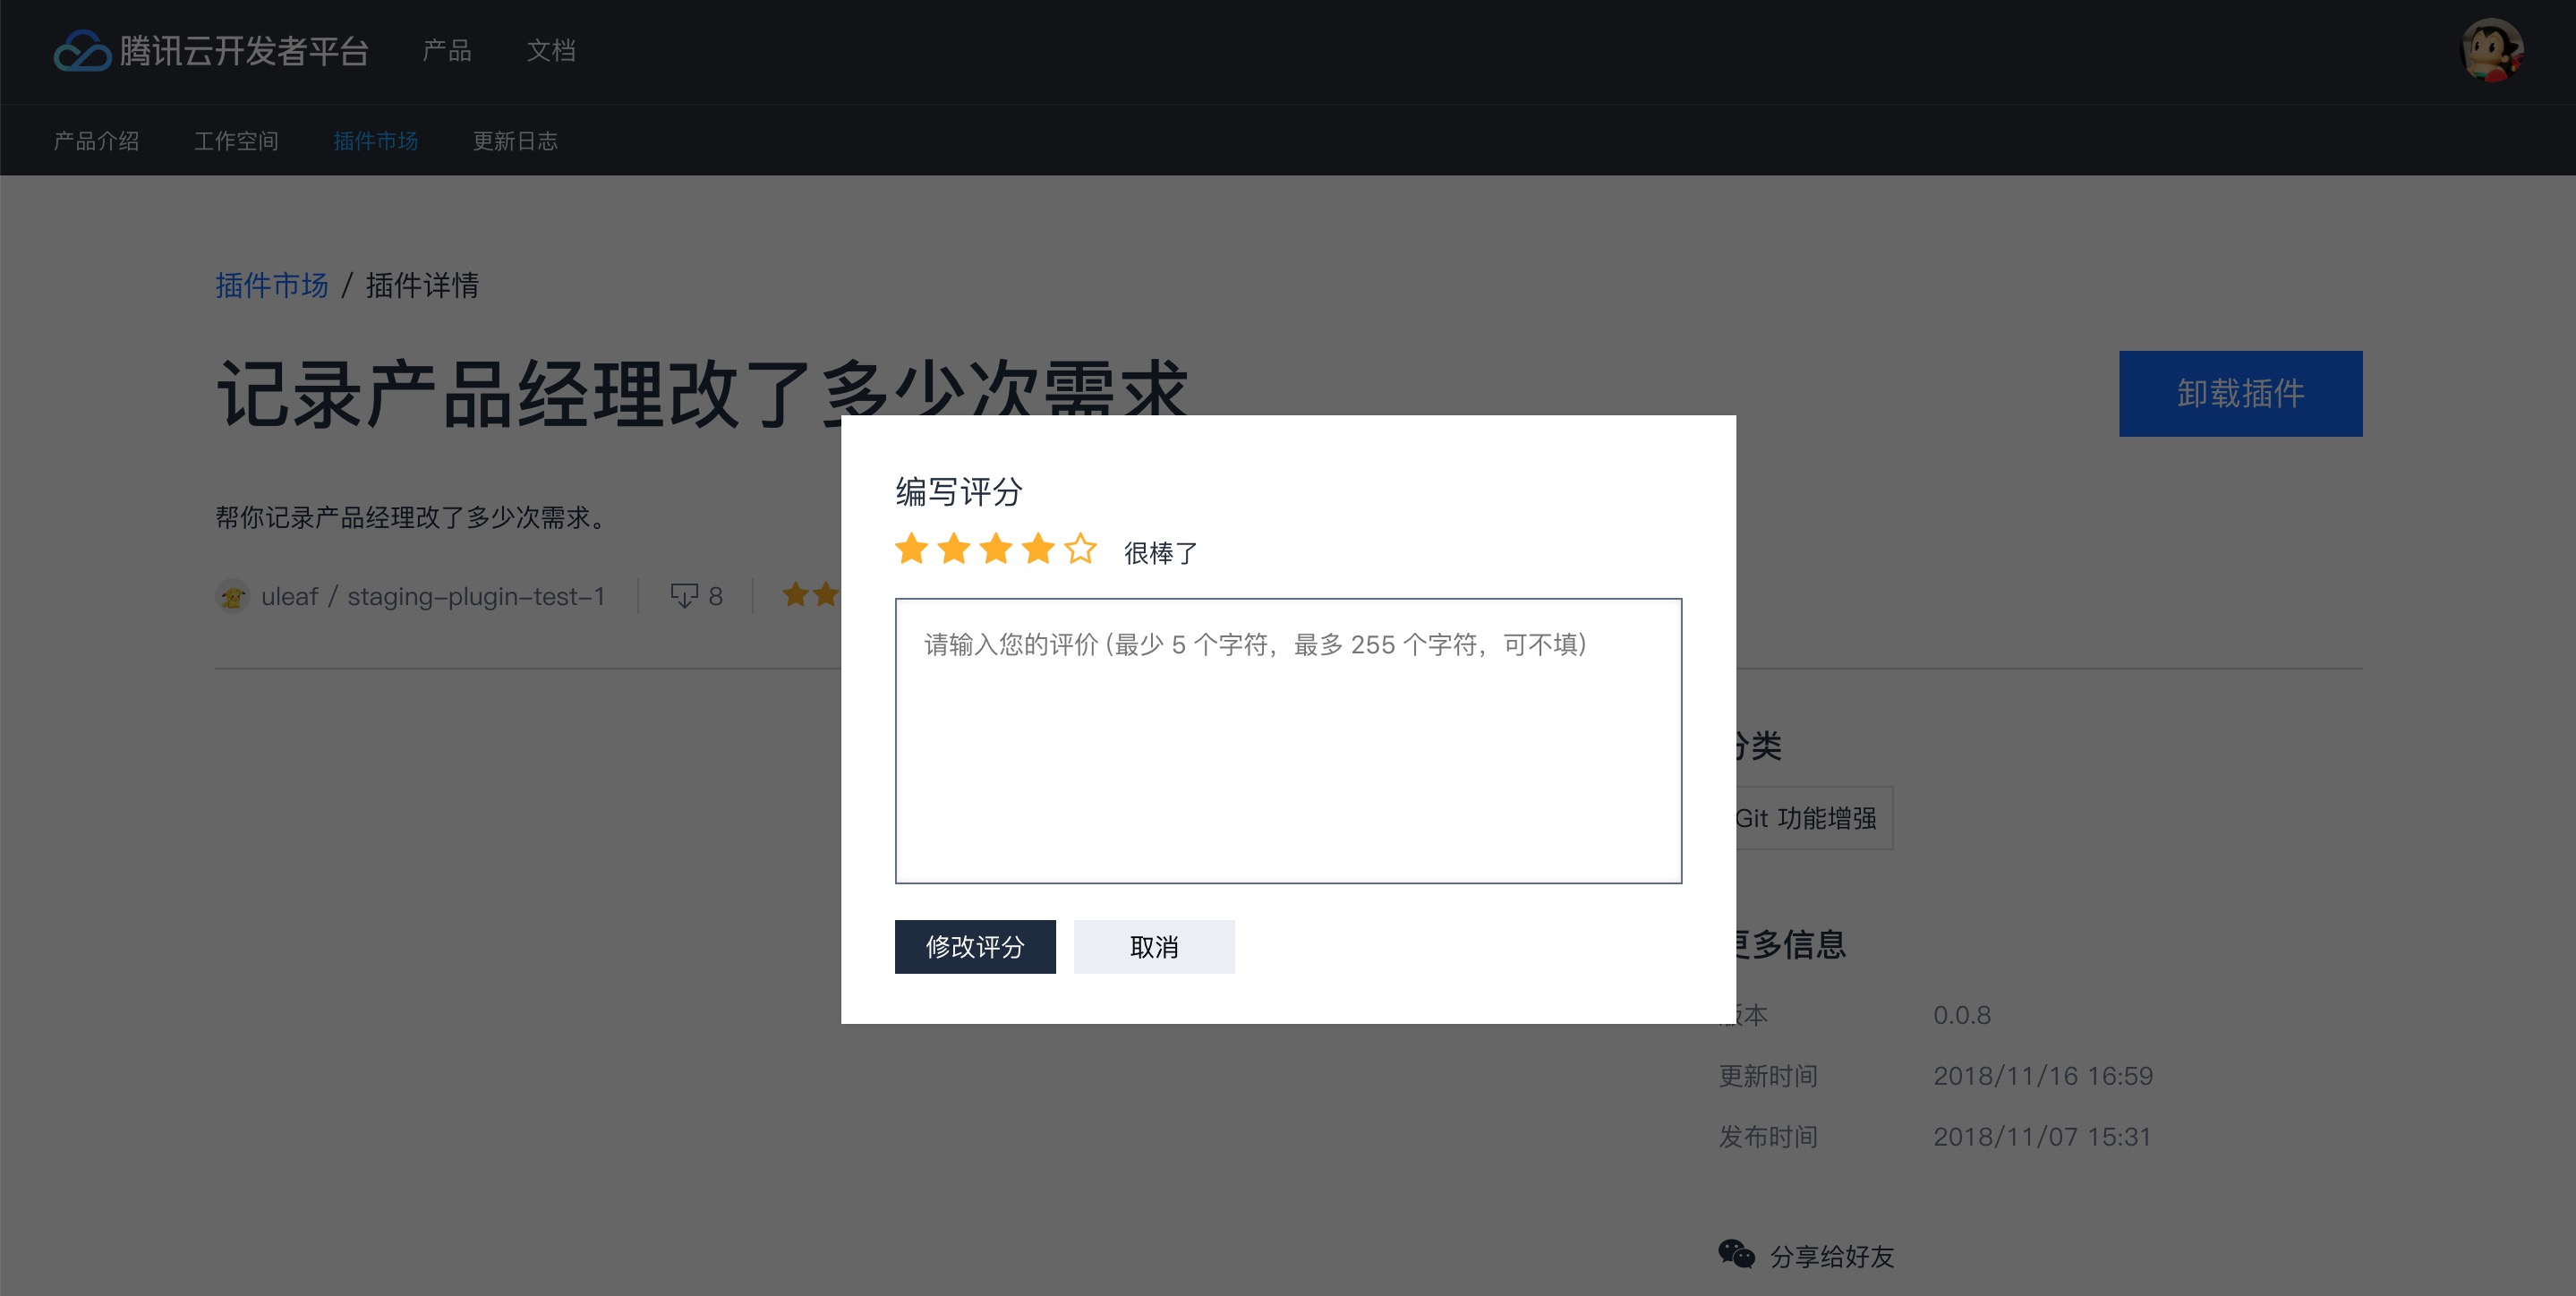 腾讯云开发者平台 产品 文档
产品介绍 工作空间 插件市场 更新日志
插件市场 / 插件详情
记录产品经理改了多少次需求
卸载插件
帮你记录产品经理改了多少次需求。
uleaf / staging-plugin-test-1 8
编写评分
很棒了
请输入您的评价 (最少 5 个字符，最多 255 个字符，可不填)
修改评分 取消
分类
Git 功能增强
更多信息
版本 0.0.8
更新时间 2018/11/16 16:59
发布时间 2018/11/07 15:31
分享给好友